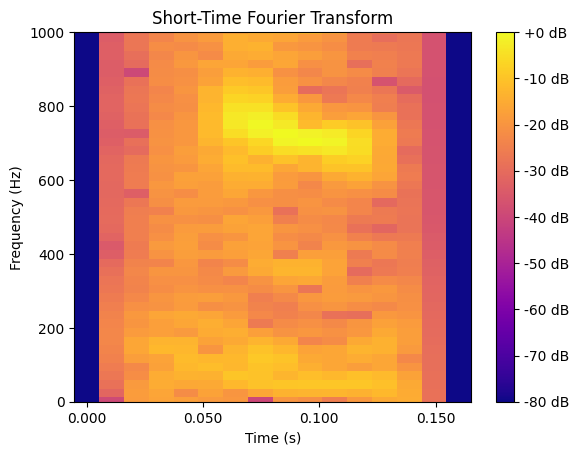 Short-Time Fourier Transform
1000
800
600
400
200
0
Frequency (Hz)
0.000
0.050
0.100
0.150
Time (s)
+0 dB
-10 dB
-20 dB
-30 dB
-40 dB
-50 dB
-60 dB
-70 dB
-80 dB